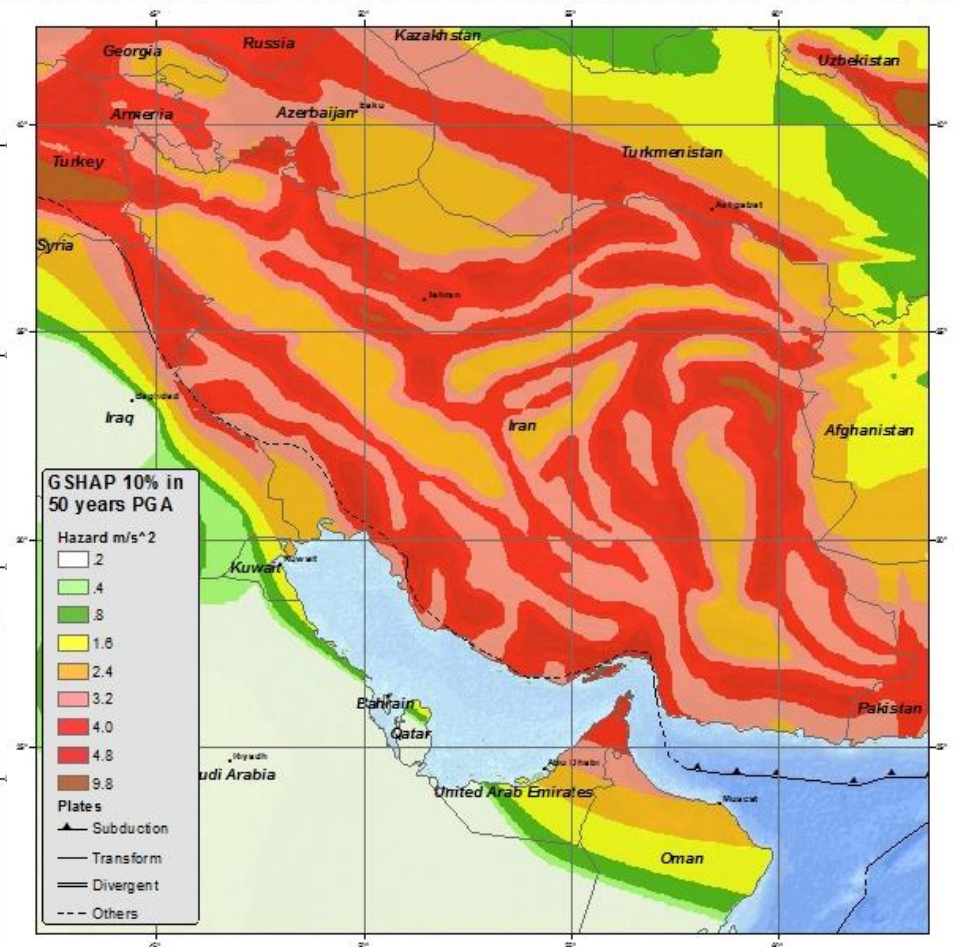 Georgia
Russia
Kazakhstan
Uzbekistan
Armenia
Azerbaijan
Baku
Turkey
Turkmenistan
Ashgabat
Syria
Tehran
Baghdad
Iraq
Iran
Afghanistan
GSHAP 10% in
50 years PGA
Hazard m/s^2
.2
.4
.8
1.6
2.4
3.2
4.0
4.8
9.8
Plates
Subduction
Transform
Divergent
Others
Kuwait
Kuwait
Bahrain
Qatar
Pakistan
Riyadh
udi Arabia
Abu Dhabi
United Arab Emirates
Muscat
Oman